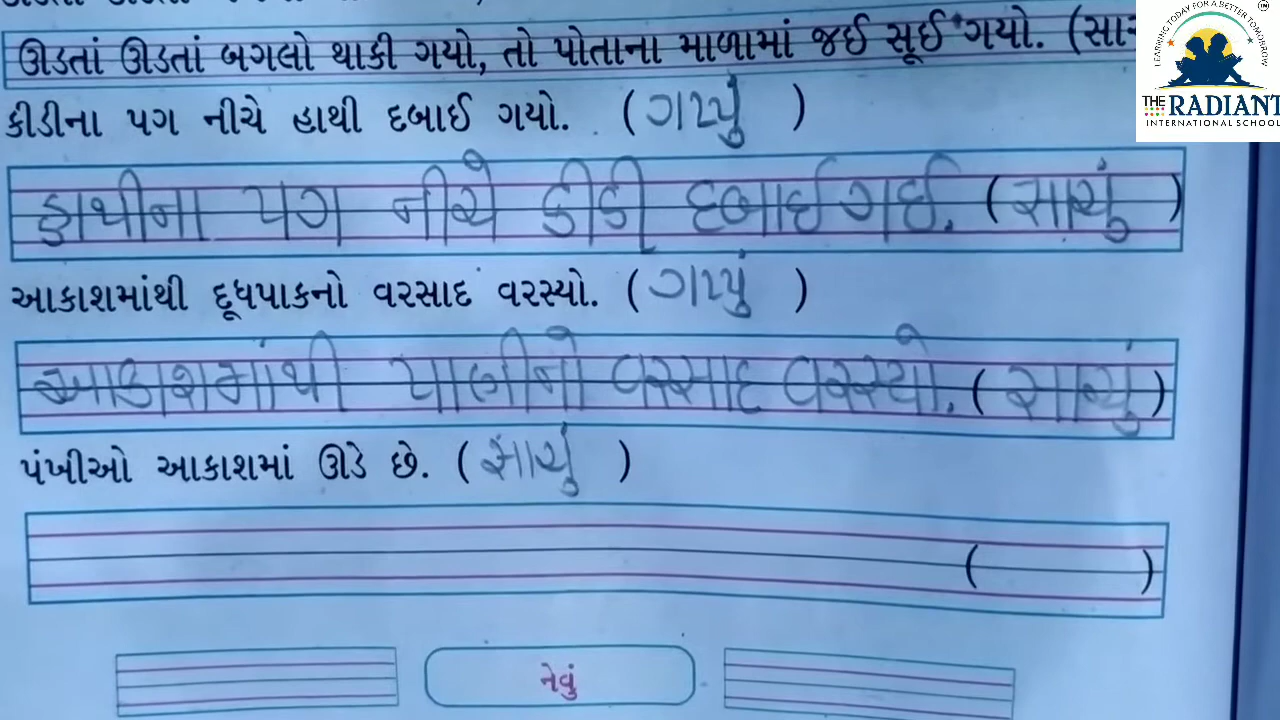 ઊડતાં ઊડતાં બગલો થાકી ગયો, તો પોતાના માળામાં જઈ સૂઈ ગયો. (સાચ
કીડીના પગ નીચે હાથી દબાઈ ગયો. (ગપ્પું)
હાથીના પગ નીચે કીડી દબાઈ ગઈ. (સાચું)
આકાશમાંથી દૂધપાકનો વરસાદ વરસ્યો. (ગપ્પું)
આકાશમાંથી પાણીનો વરસાદ વરસ્યો. (સાચું)
પંખીઓ આકાશમાં ઊડે છે. (સાચું)
( )
નેવું
LEARNING TODAY FOR A BETTER TOMORROW
THE RADIANT
INTERNATIONAL SCHOOL